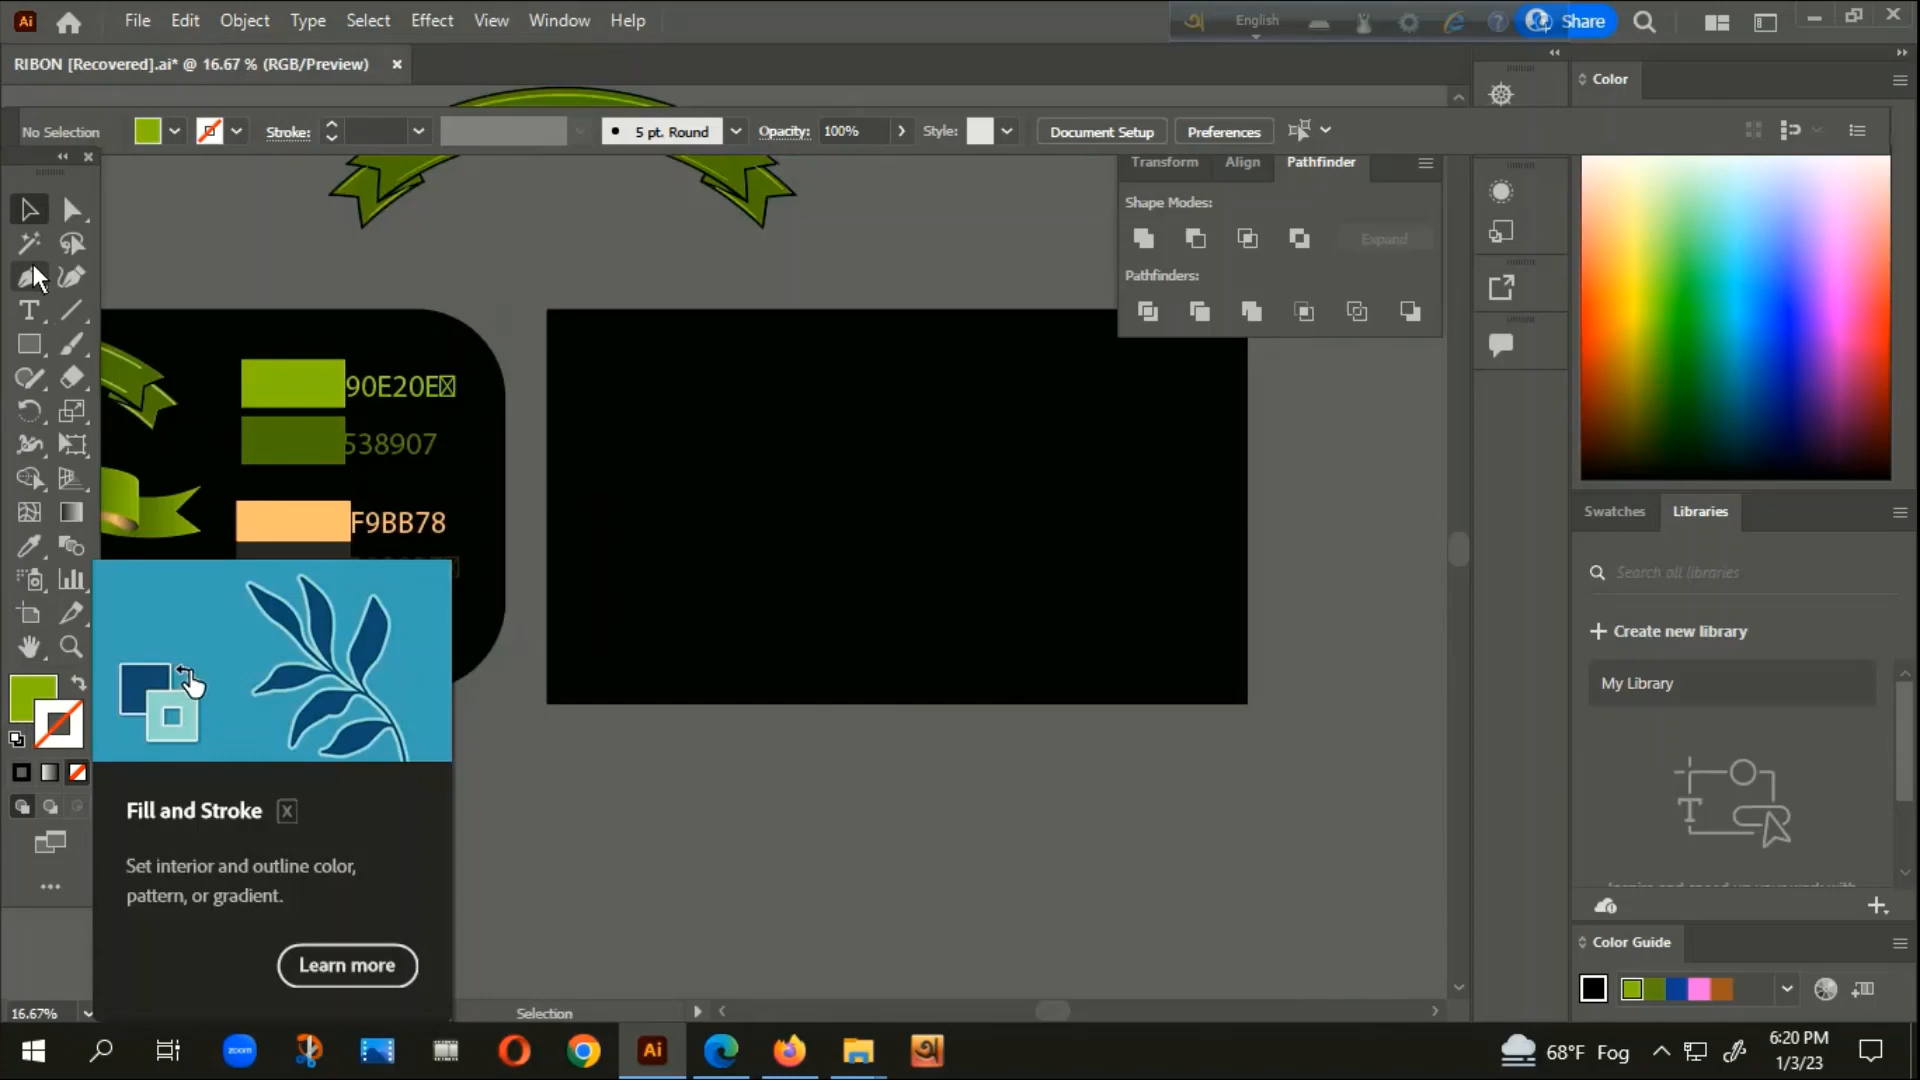 Ai File Edit Object Type Select Effect View Window Help English Share
RIBON [Recovered].ai* @ 16.67 % (RGB/Preview)
Color
No Selection Stroke: 5 pt. Round Opacity: 100% Style: Document Setup Preferences
Transform Align Pathfinder
Shape Modes:
Expand
Pathfinders:
90E20E
538907
F9BB78
Swatches Libraries
Search all libraries
Create new library
My Library
Fill and Stroke X
Set interior and outline color,
pattern, or gradient.
Learn more
Color Guide
16.67% Selection
zoom Ai 68°F Fog
6:20 PM
1/3/23